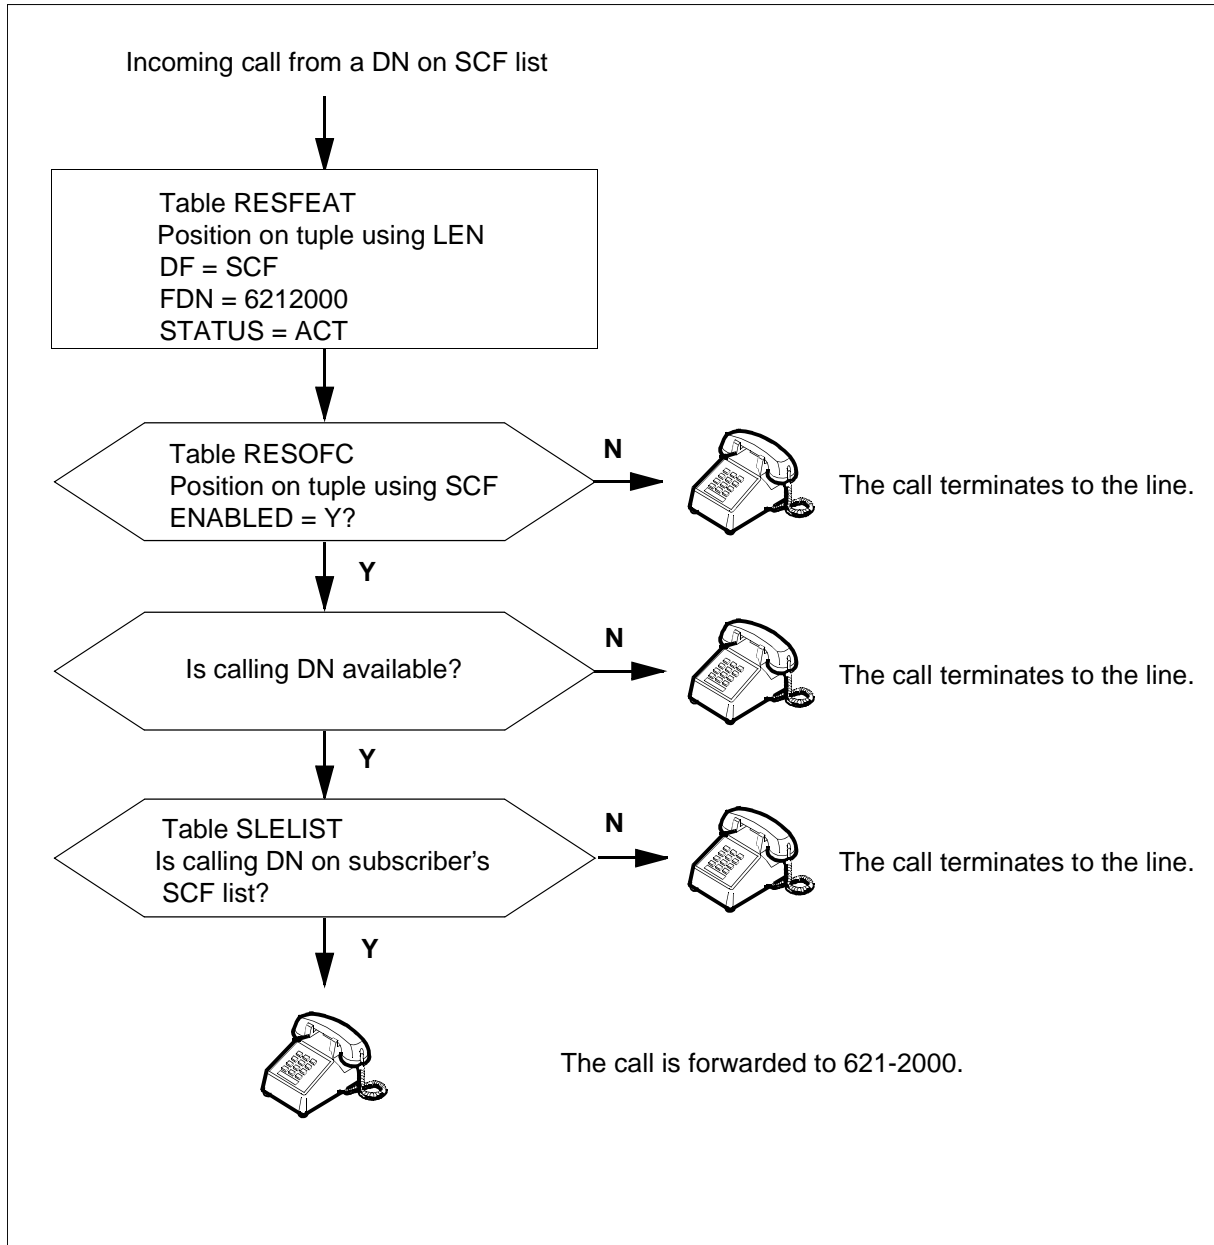 Incoming call from a DN on SCF list
Table RESFEAT
Position on tuple using LEN
DF = SCF
FDN = 6212000
STATUS = ACT
Table RESOFC
Position on tuple using SCF
ENABLED = Y?
N
The call terminates to the line.
Y
Is calling DN available?
N
The call terminates to the line.
Y
Table SLELIST
Is calling DN on subscriber's
SCF list?
N
The call terminates to the line.
Y
The call is forwarded to 621-2000.